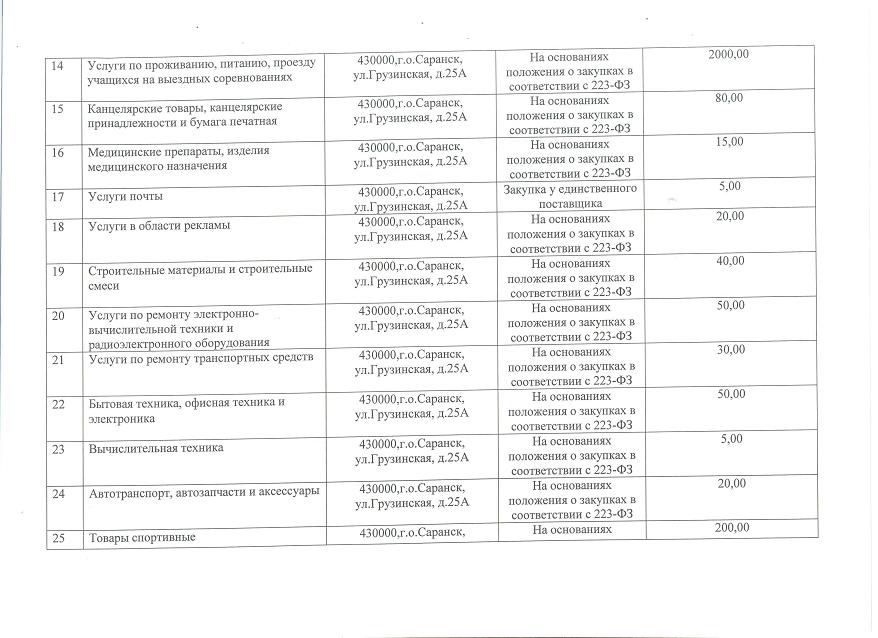 14
Услуги по проживанию, питанию, проезду
учащихся на выездных соревнованиях
430000,г.о.Саранск,
ул.Грузинская, д.25А
На основаниях
положения о закупках в
соответствии с 223-ФЗ
2000,00
15
Канцелярские товары, канцелярские
принадлежности и бумага печатная
430000,г.о.Саранск,
ул.Грузинская, д.25А
На основаниях
положения о закупках в
соответствии с 223-ФЗ
80,00
16
Медицинские препараты, изделия
медицинского назначения
430000,г.о.Саранск,
ул.Грузинская, д.25А
На основаниях
положения о закупках в
соответствии с 223-ФЗ
15,00
17
Услуги почты
430000,г.о.Саранск,
ул.Грузинская, д.25А
Закупка у единственного
поставщика
5,00
18
Услуги в области рекламы
430000,г.о.Саранск,
ул.Грузинская, д.25А
На основаниях
положения о закупках в
соответствии с 223-ФЗ
20,00
19
Строительные материалы и строительные
смеси
430000,г.о.Саранск,
ул.Грузинская, д.25А
На основаниях
положения о закупках в
соответствии с 223-ФЗ
40,00
20
Услуги по ремонту электронно-
вычислительной техники и
радиоэлектронного оборудования
430000,г.о.Саранск,
ул.Грузинская, д.25А
На основаниях
положения о закупках в
соответствии с 223-ФЗ
50,00
21
Услуги по ремонту транспортных средств
430000,г.о.Саранск,
ул.Грузинская, д.25А
На основаниях
положения о закупках в
соответствии с 223-ФЗ
30,00
22
Бытовая техника, офисная техника и
электроника
430000,г.о.Саранск,
ул.Грузинская, д.25А
На основаниях
положения о закупках в
соответствии с 223-ФЗ
50,00
23
Вычислительная техника
430000,г.о.Саранск,
ул.Грузинская, д.25А
На основаниях
положения о закупках в
соответствии с 223-ФЗ
5,00
24
Автотранспорт, автозапчасти и аксессуары
430000,г.о.Саранск,
ул.Грузинская, д.25А
На основаниях
положения о закупках в
соответствии с 223-ФЗ
20,00
25
Товары спортивные
430000,г.о.Саранск,
На основаниях
200,00